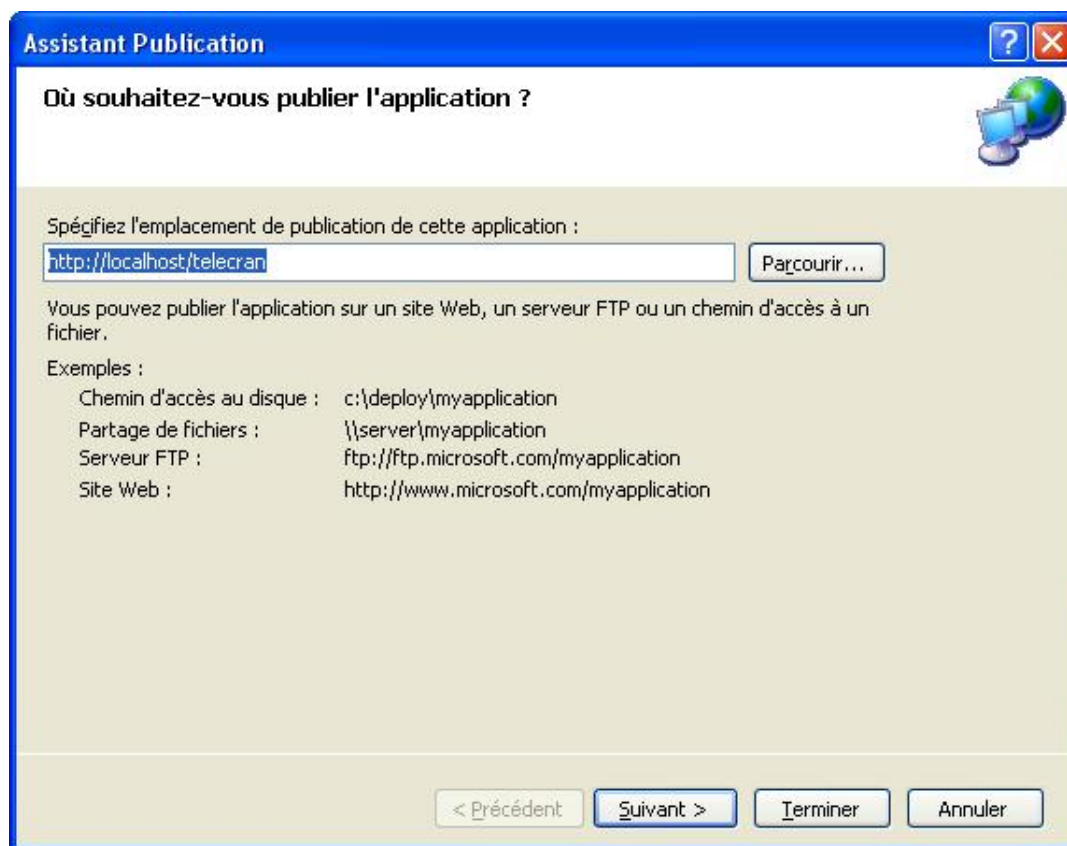 Assistant Publication
Où souhaitez-vous publier l'application ?
Spécifiez l'emplacement de publication de cette application :
http://localhost/telecran
Parcourir...
Vous pouvez publier l'application sur un site Web, un serveur FTP ou un chemin d'accès à un
fichier.
Exemples :
Chemin d'accès au disque : c:\deploy\myapplication
Partage de fichiers : \\server\myapplication
Serveur FTP : ftp://ftp.microsoft.com/myapplication
Site Web : http://www.microsoft.com/myapplication
< Précédent Suivant > Terminer Annuler